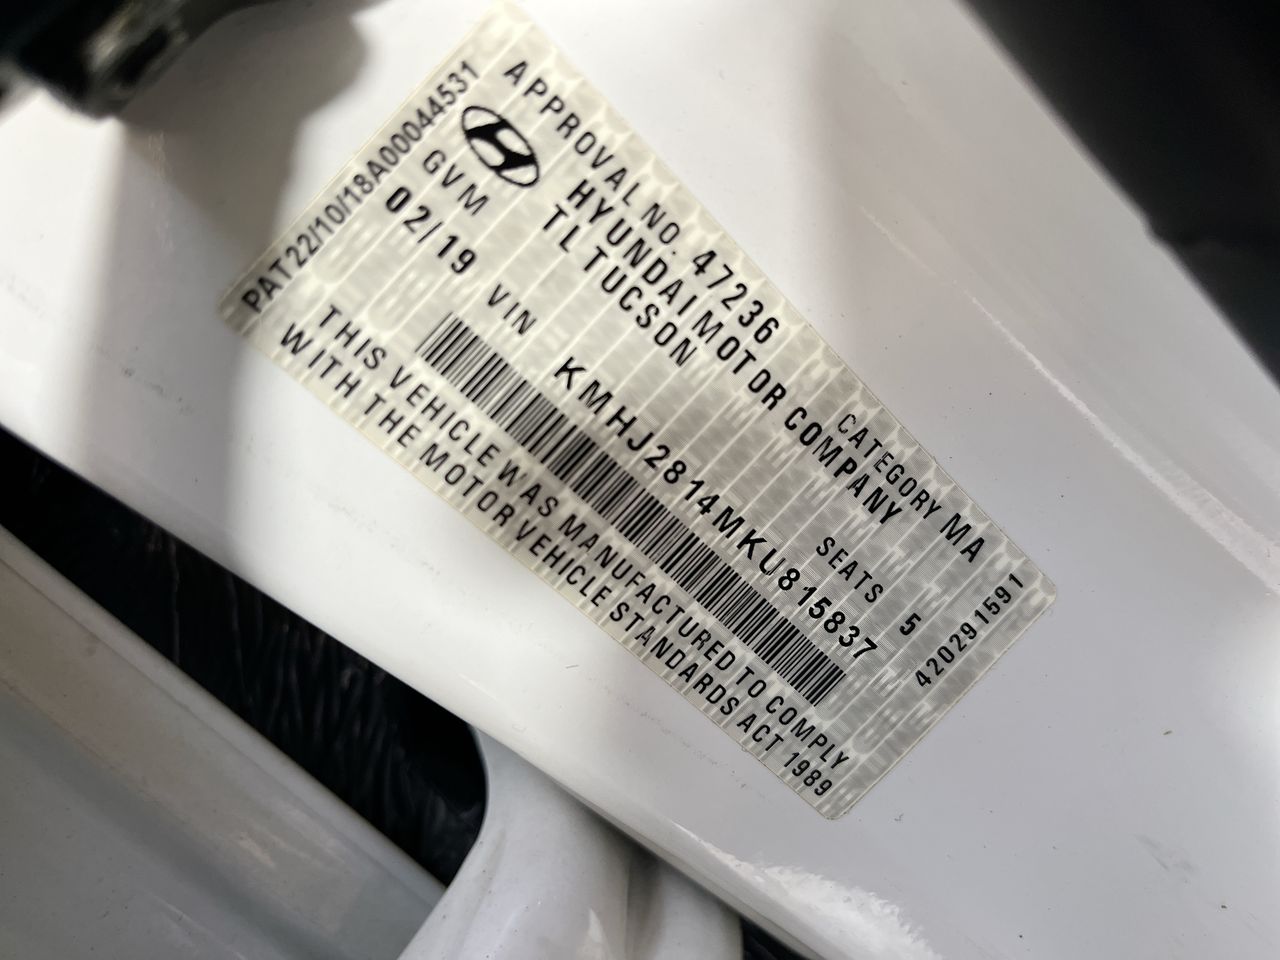 APPROVAL NO. 47236 CATEGORY MA
HYUNDAI MOTOR COMPANY
TL TUCSON
GVM SEATS 5
02/19 VIN KMHJ2814MKU815837
THIS VEHICLE WAS MANUFACTURED TO COMPLY
WITH THE MOTOR VEHICLE STANDARDS ACT 1989
PAT22/10/18A00044531
420291591